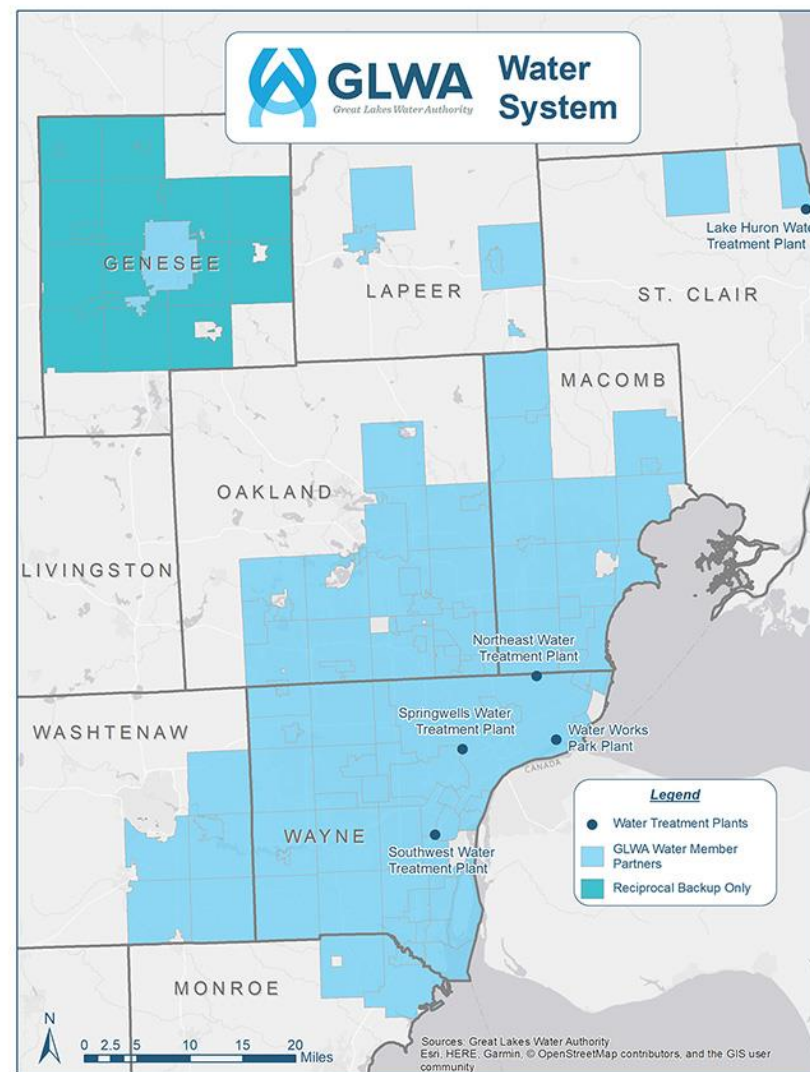 GLWA
Great Lakes Water Authority
Water
System
GENESEE
LAPEER
ST. CLAIR
Lake Huron Wate
Treatment Plant
MACOMB
OAKLAND
LIVINGSTON
Northeast Water
Treatment Plant
WASHTENAW
Springwells Water
Treatment Plant
Water Works
Park Plant
CANADA
WAYNE
Southwest Water
Treatment Plant
Legend
Water Treatment Plants
GLWA Water Member
Partners
Reciprocal Backup Only
MONROE
N
0 2.5 5 10 15 20
Miles
Sources: Great Lakes Water Authority
Esri, HERE, Garmin, © OpenStreetMap contributors, and the GIS user
community